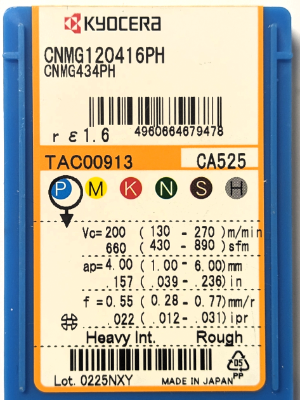 KYOCERA
CNMG120416PH
CNMG434PH
rε1.6
4960664679478
TAC00913 CA525
P M K N S H
Vc=200 (130 - 270)m/min
660 (430 - 890)sfm
ap=4.00 (1.00 - 6.00)mm
.157 (.039- .236)in
f =0.55 (0.28 - 0.77)mm/r
.022 (.012- .031)ipr
Heavy Int. Rough
Lot. 0225NXY MADE IN JAPAN
05
PP